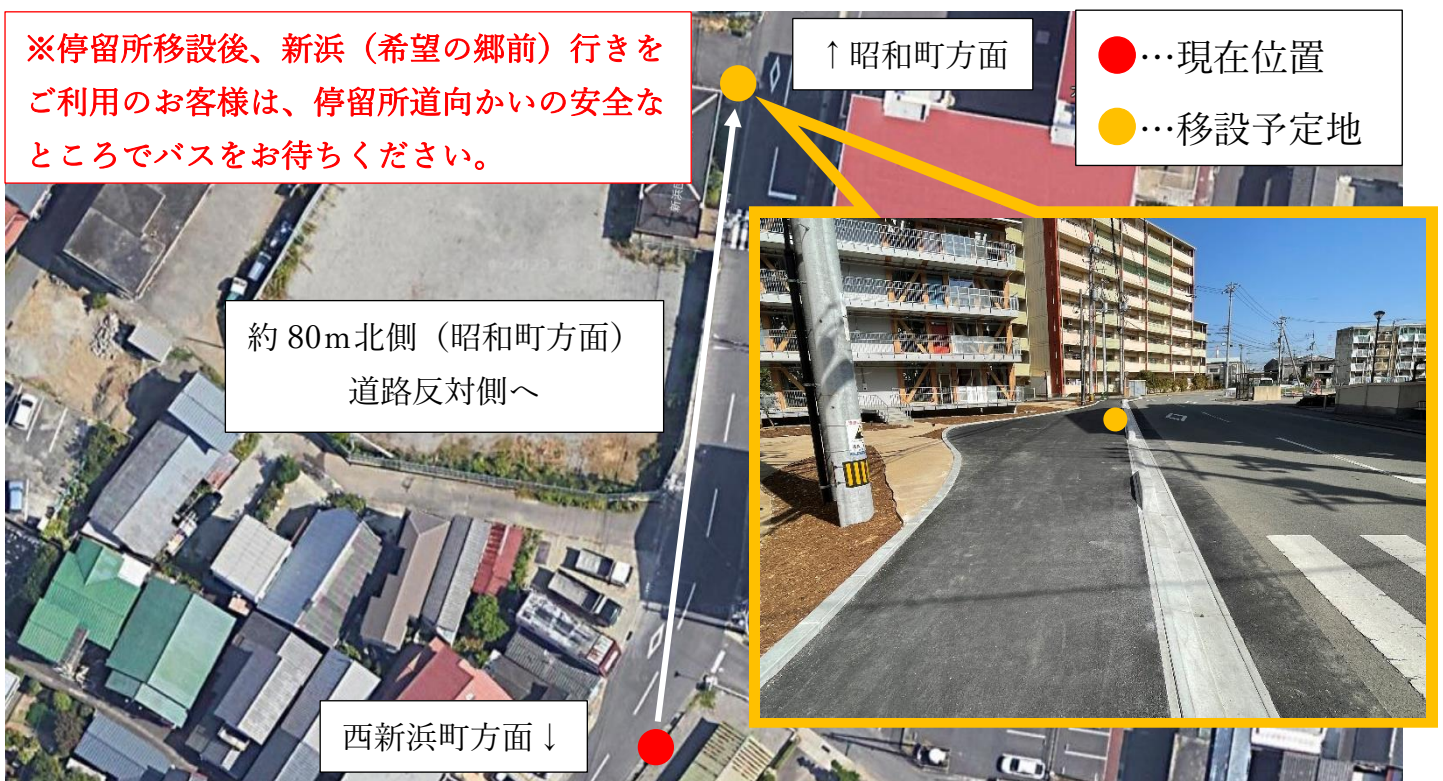 ※停留所移設後、新浜（希望の郷前）行きを
ご利用のお客様は、停留所道向かいの安全な
ところでバスをお待ちください。
↑昭和町方面
●…現在位置
●…移設予定地
約80m北側（昭和町方面）
道路反対側へ
西新浜町方面↓